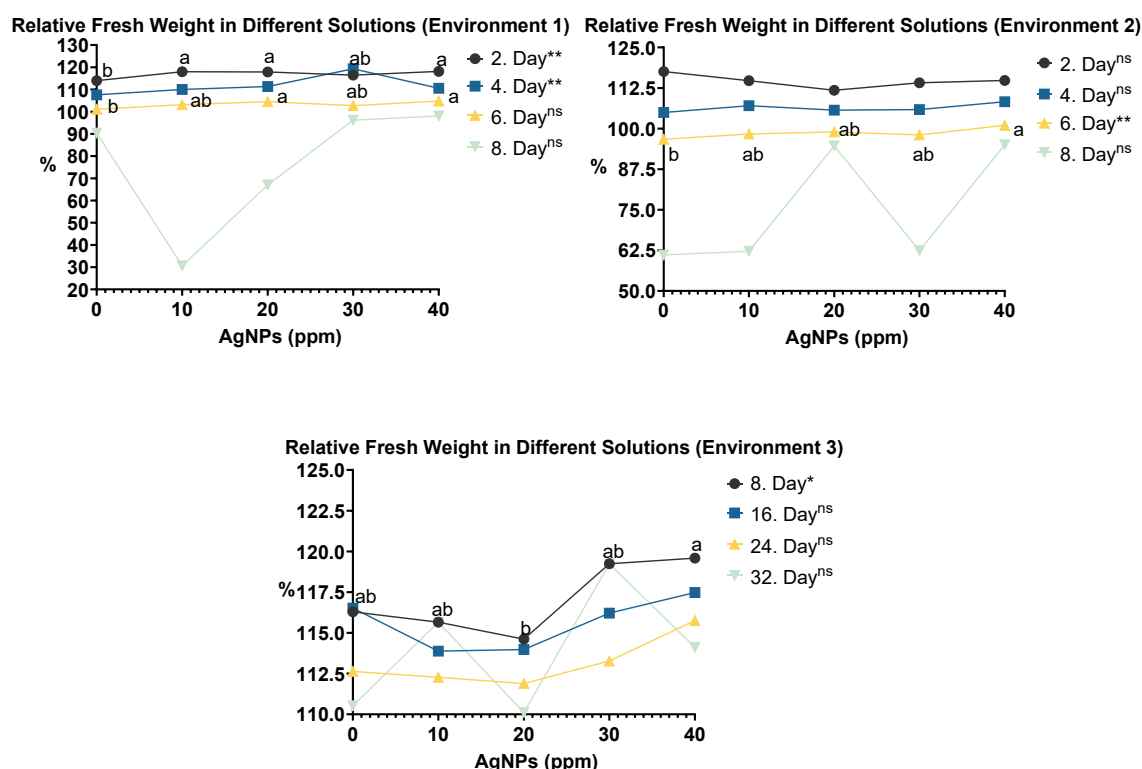 Relative Fresh Weight in Different Solutions (Environment 1)
130
120
110
100
90
80
70
60
50
40
30
20
%
b
a
a
ab
a
b
ab
a
ab
a
0 10 20 30 40
AgNPs (ppm)
2. Day**
4. Day**
6. Dayns
8. Dayns
Relative Fresh Weight in Different Solutions (Environment 2)
125.0
112.5
100.0
87.5
75.0
62.5
50.0
%
b
ab
ab
ab
a
0 10 20 30 40
AgNPs (ppm)
2. Dayns
4. Dayns
6. Day**
8. Dayns
Relative Fresh Weight in Different Solutions (Environment 3)
125.0
122.5
120.0
117.5
115.0
112.5
110.0
%
ab
ab
b
ab
a
0 10 20 30 40
AgNPs (ppm)
8. Day*
16. Dayns
24. Dayns
32. Dayns